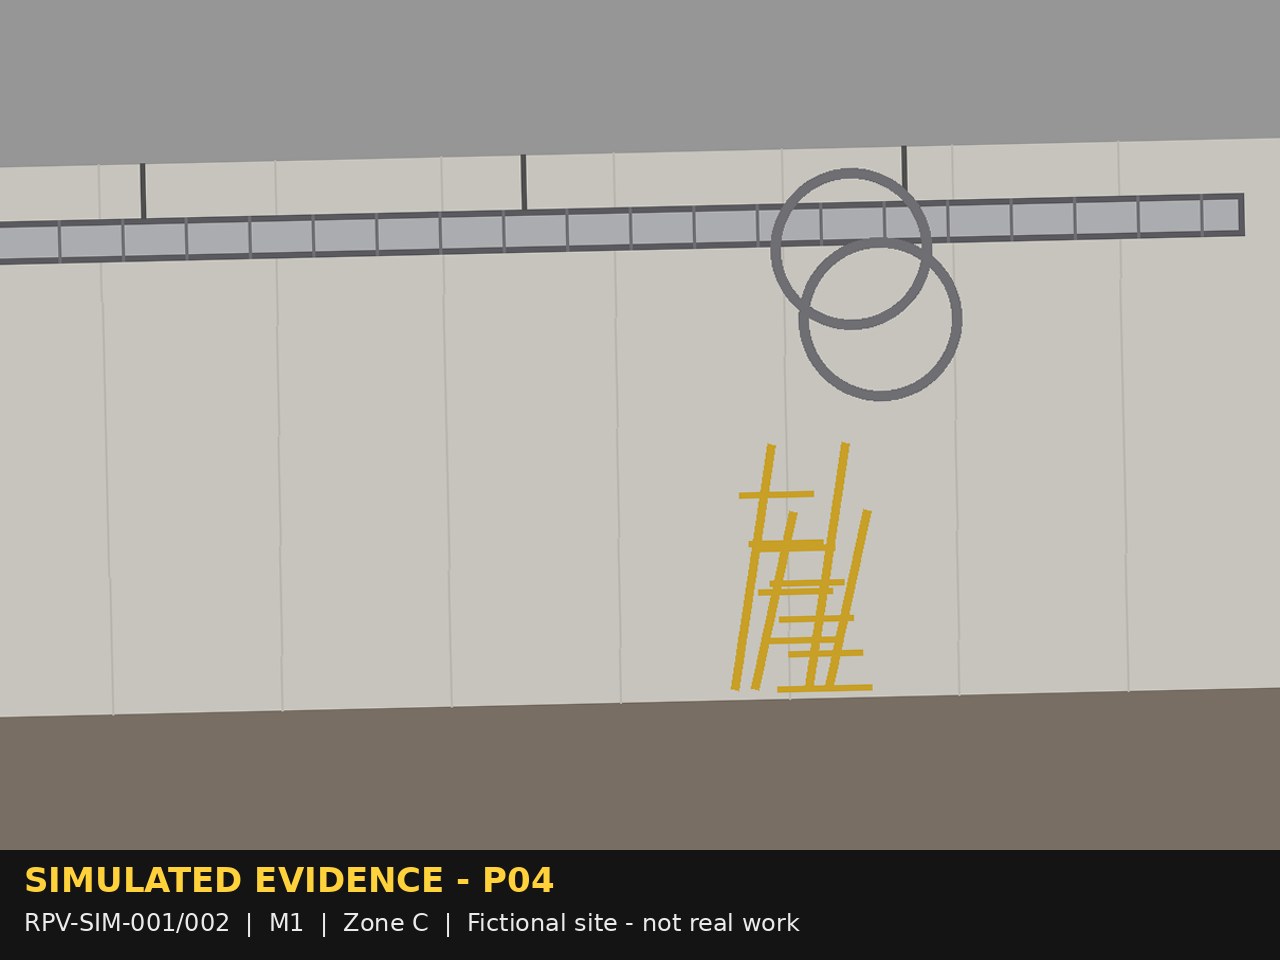 SIMULATED EVIDENCE - P04
RPV-SIM-001/002 | M1 | Zone C | Fictional site - not real work